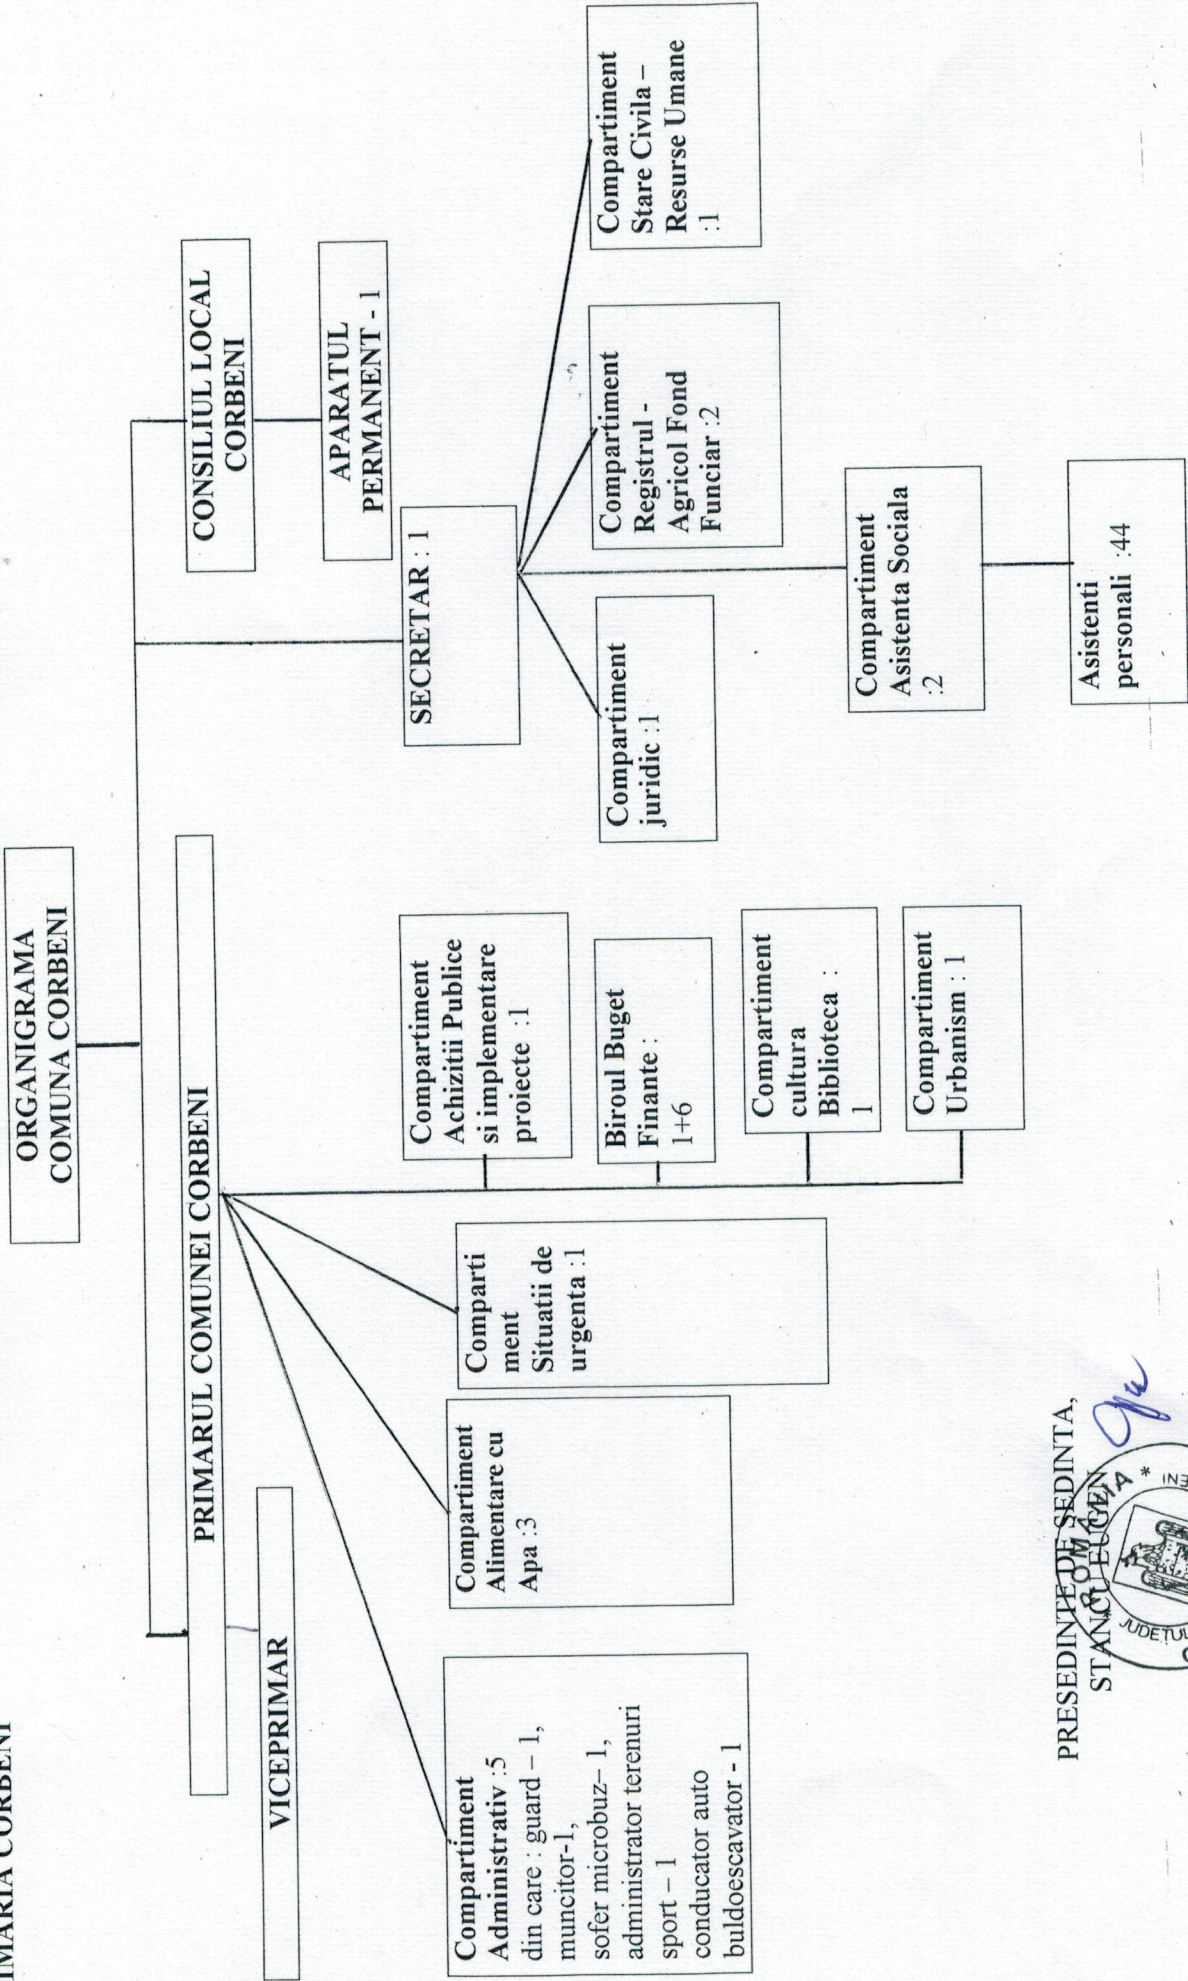 IMARIA CORBENI
ORGANIGRAMA
COMUNA CORBENI
PRIMARUL COMUNEI CORBENI
CONSILIUL LOCAL
CORBENI
VICEPRIMAR
APARATUL
PERMANENT - 1
SECRETAR : 1
Compartiment
Administrativ :5
din care : guard – 1,
muncitor-1,
sofer microbuz– 1,
administrator terenuri
sport – 1
conducator auto
buldoescavator - 1
Compartiment
Alimentare cu
Apa :3
Comparti
ment
Situatii de
urgenta :1
Compartiment
Achizitii Publice
si implementare
proiecte :1
Biroul Buget
Finante :
1+6
Compartiment
cultura
Biblioteca :
1
Compartiment
Urbanism : 1
Compartiment
juridic :1
Compartiment
Registrul -
Agricol Fond
Funciar :2
Compartiment
Stare Civila –
Resurse Umane
:1
Compartiment
Asistenta Sociala
:2
Asistenti
personali :44
PRESEDINTE DE SEDINTA,
STANCU EUGEN
ROMÂNIA *
JUDEŢUL